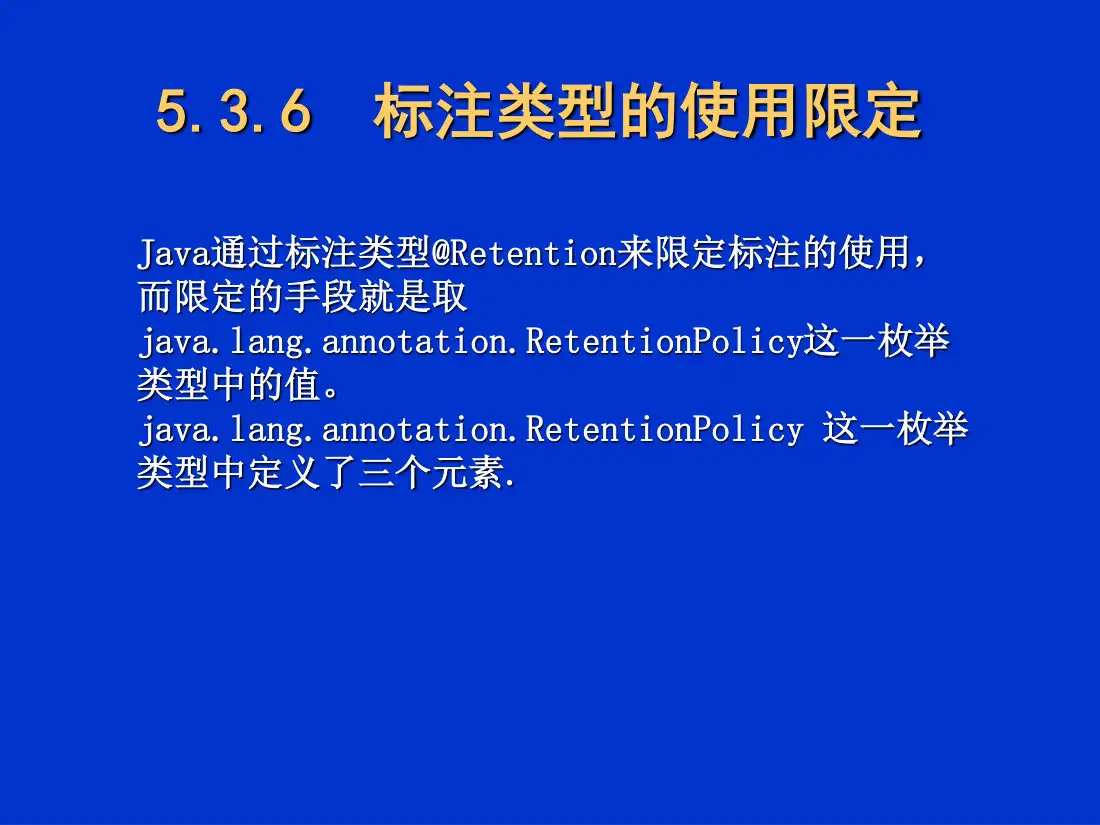 5.3.6 标注类型的使用限定
Java通过标注类型@Retention来限定标注的使用，
而限定的手段就是取
java.lang.annotation.RetentionPolicy这一枚举
类型中的值。
java.lang.annotation.RetentionPolicy 这一枚举
类型中定义了三个元素.